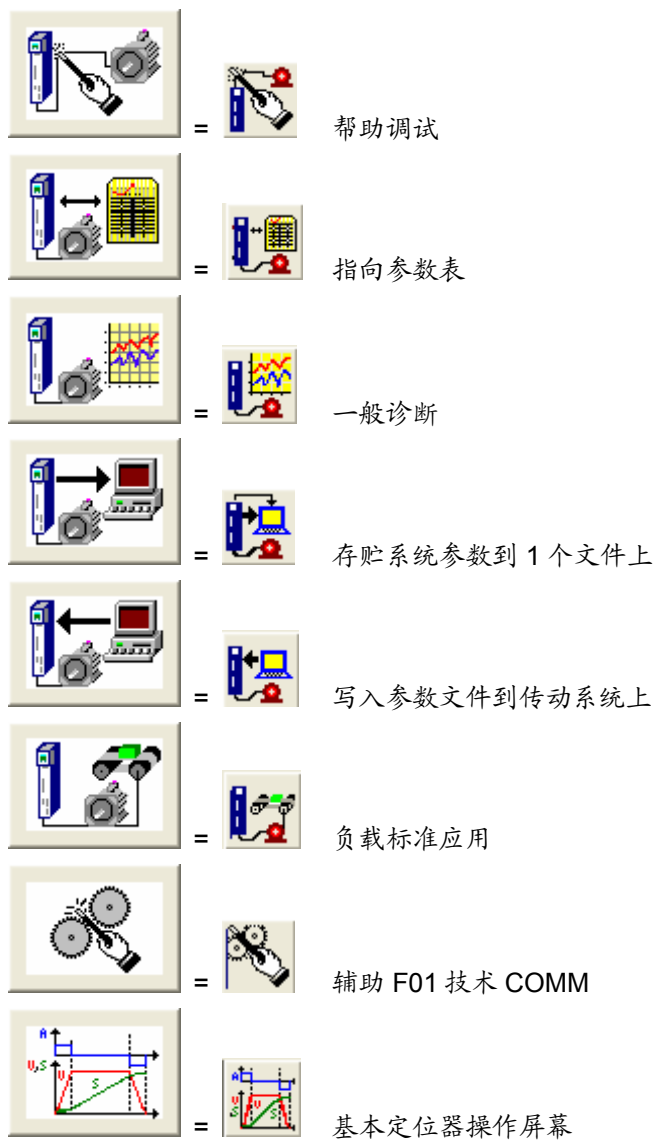 = 帮助调试
= 指向参数表
= 一般诊断
= 存贮系统参数到 1 个文件上
= 写入参数文件到传动系统上
= 负载标准应用
= 辅助 F01 技术 COMM
A
V,S V S
A
V S V S
= 基本定位器操作屏幕